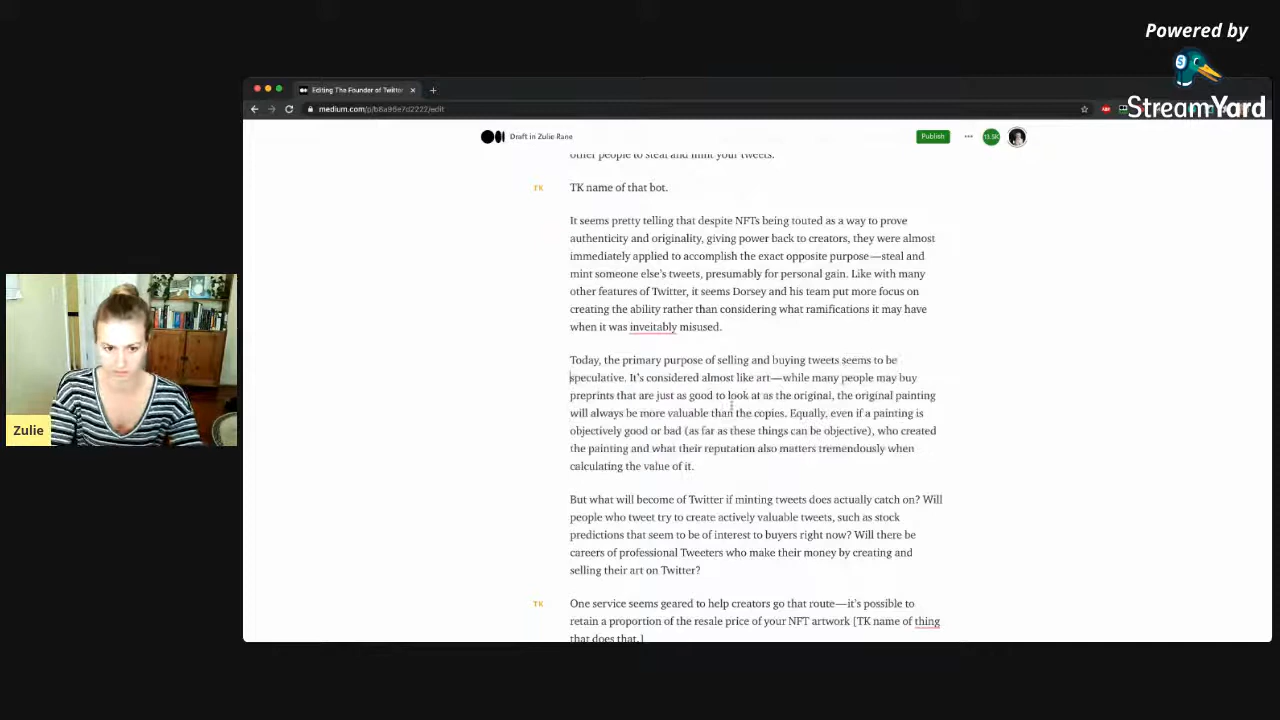 Powered by
StreamYard
Editing The Founder of Twitter
medium.com/p/b8a96e7d2222/edit
Draft in Zulie Rane
Publish
13.5K
other people to steal and mint your tweets.
TK
TK name of that bot.
It seems pretty telling that despite NFTs being touted as a way to prove
authenticity and originality, giving power back to creators, they were almost
immediately applied to accomplish the exact opposite purpose—steal and
mint someone else's tweets, presumably for personal gain. Like with many
other features of Twitter, it seems Dorsey and his team put more focus on
creating the ability rather than considering what ramifications it may have
when it was inveitably misused.
Today, the primary purpose of selling and buying tweets seems to be
speculative. It's considered almost like art—while many people may buy
preprints that are just as good to look at as the original, the original painting
will always be more valuable than the copies. Equally, even if a painting is
objectively good or bad (as far as these things can be objective), who created
the painting and what their reputation also matters tremendously when
calculating the value of it.
But what will become of Twitter if minting tweets does actually catch on? Will
people who tweet try to create actively valuable tweets, such as stock
predictions that seem to be of interest to buyers right now? Will there be
careers of professional Tweeters who make their money by creating and
selling their art on Twitter?
TK
One service seems geared to help creators go that route—it's possible to
retain a proportion of the resale price of your NFT artwork [TK name of thing
that does that.]
Zulie